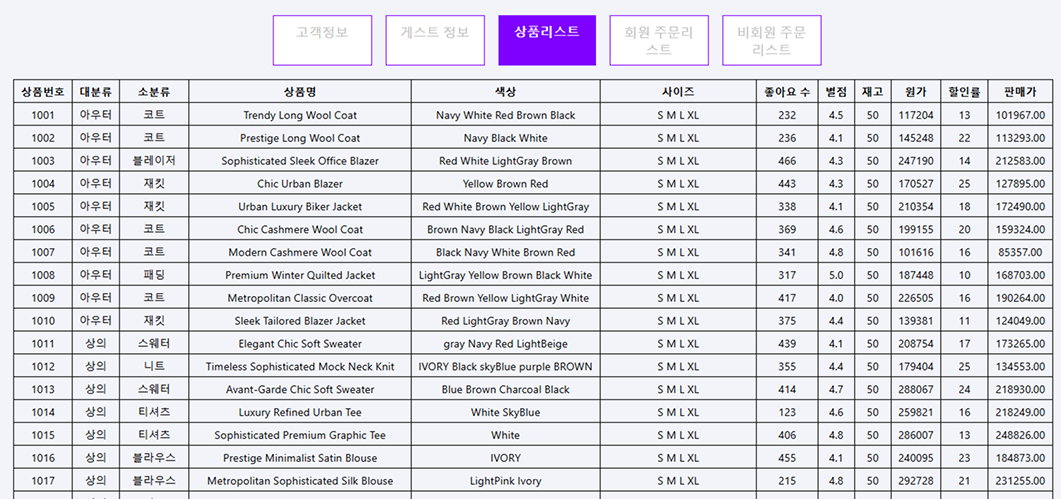 고객정보 게스트 정보 상품리스트 회원 주문리스트 비회원 주문리스트
상품번호 대분류 소분류 상품명 색상 사이즈 좋아요 수 별점 재고 원가 할인률 판매가
1001 아우터 코트 Trendy Long Wool Coat Navy White Red Brown Black S M L XL 232 4.5 50 117204 13 101967.00
1002 아우터 코트 Prestige Long Wool Coat Navy Black White S M L XL 236 4.1 50 145248 22 113293.00
1003 아우터 블레이저 Sophisticated Sleek Office Blazer Red White LightGray Brown S M L XL 466 4.3 50 247190 14 212583.00
1004 아우터 재킷 Chic Urban Blazer Yellow Brown Red S M L XL 443 4.3 50 170527 25 127895.00
1005 아우터 재킷 Urban Luxury Biker Jacket Red White Brown Yellow LightGray S M L XL 338 4.1 50 210354 18 172490.00
1006 아우터 코트 Chic Cashmere Wool Coat Brown Navy Black LightGray Red S M L XL 369 4.6 50 199155 20 159324.00
1007 아우터 코트 Modern Cashmere Wool Coat Black Navy White Brown Red S M L XL 341 4.8 50 101616 16 85357.00
1008 아우터 패딩 Premium Winter Quilted Jacket LightGray Yellow Brown Black White S M L XL 317 5.0 50 187448 10 168703.00
1009 아우터 코트 Metropolitan Classic Overcoat Red Brown Yellow LightGray White S M L XL 417 4.0 50 226505 16 190264.00
1010 아우터 재킷 Sleek Tailored Blazer Jacket Red LightGray Brown Navy S M L XL 375 4.4 50 139381 11 124049.00
1011 상의 스웨터 Elegant Chic Soft Sweater gray Navy Red LightBeige S M L XL 439 4.1 50 208754 17 173265.00
1012 상의 니트 Timeless Sophisticated Mock Neck Knit IVORY Black skyBlue purple BROWN S M L XL 355 4.4 50 179404 25 134553.00
1013 상의 스웨터 Avant-Garde Chic Soft Sweater Blue Brown Charcoal Black S M L XL 414 4.7 50 288067 24 218930.00
1014 상의 티셔츠 Luxury Refined Urban Tee White SkyBlue S M L XL 123 4.6 50 259821 16 218249.00
1015 상의 티셔츠 Sophisticated Premium Graphic Tee White S M L XL 406 4.8 50 286007 13 248826.00
1016 상의 블라우스 Prestige Minimalist Satin Blouse IVORY S M L XL 455 4.1 50 240095 23 184873.00
1017 상의 블라우스 Metropolitan Sophisticated Silk Blouse LightPink Ivory S M L XL 215 4.8 50 292728 21 231255.00